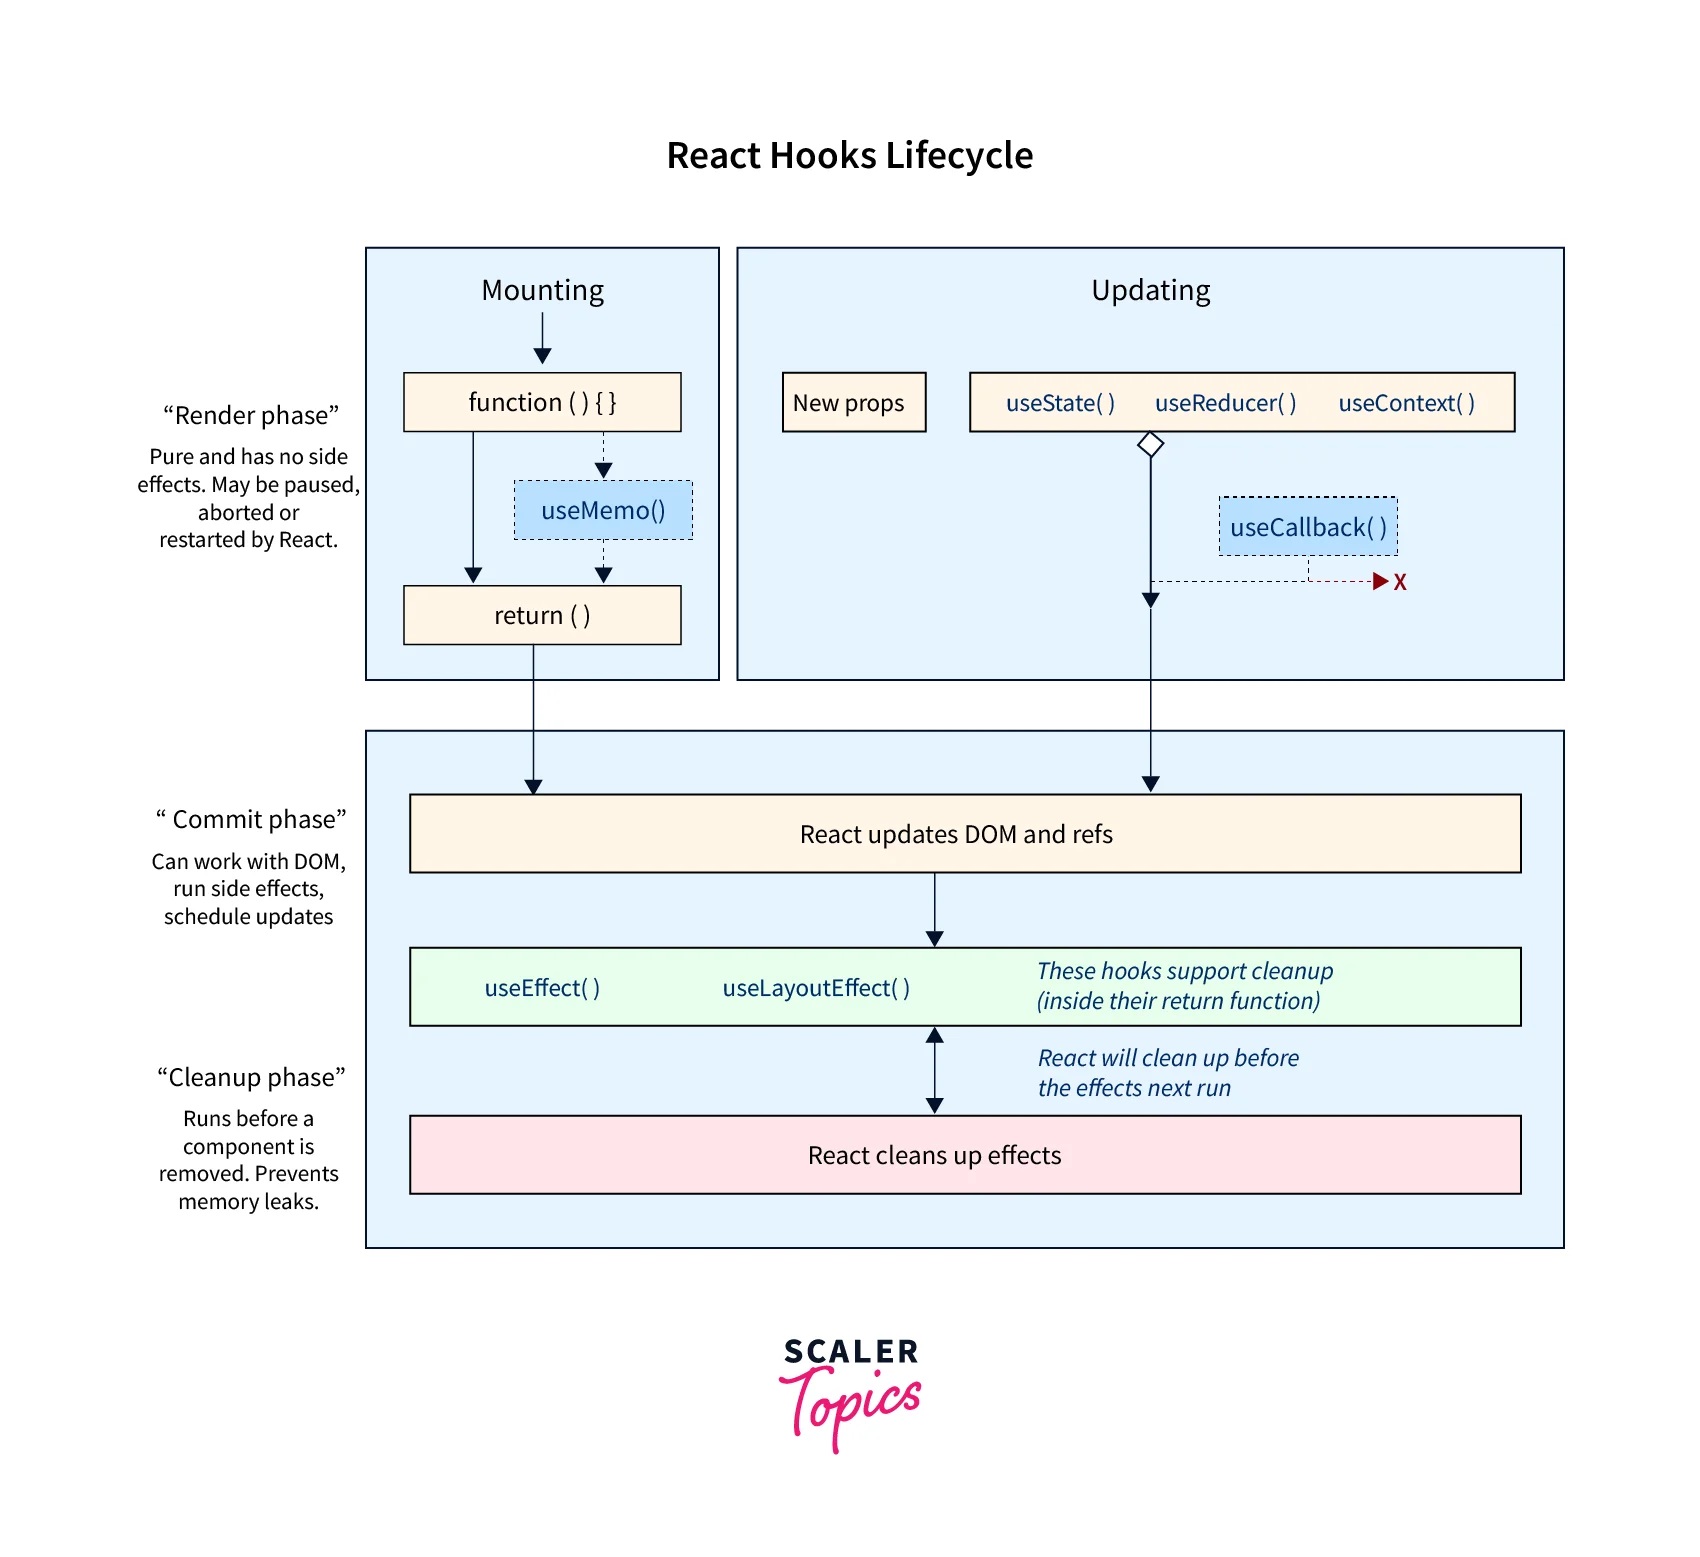 React Hooks Lifecycle
Mounting
Updating
function ( ) { }
New props
useState( ) useReducer( ) useContext( )
“Render phase”
Pure and has no side
effects. May be paused,
aborted or
restarted by React.
useMemo()
useCallback( )
X
return ( )
“ Commit phase”
Can work with DOM,
run side effects,
schedule updates
React updates DOM and refs
useEffect( ) useLayoutEffect( )
These hooks support cleanup
(inside their return function)
React will clean up before
the effects next run
“Cleanup phase”
Runs before a
component is
removed. Prevents
memory leaks.
React cleans up effects
SCALER
Topics